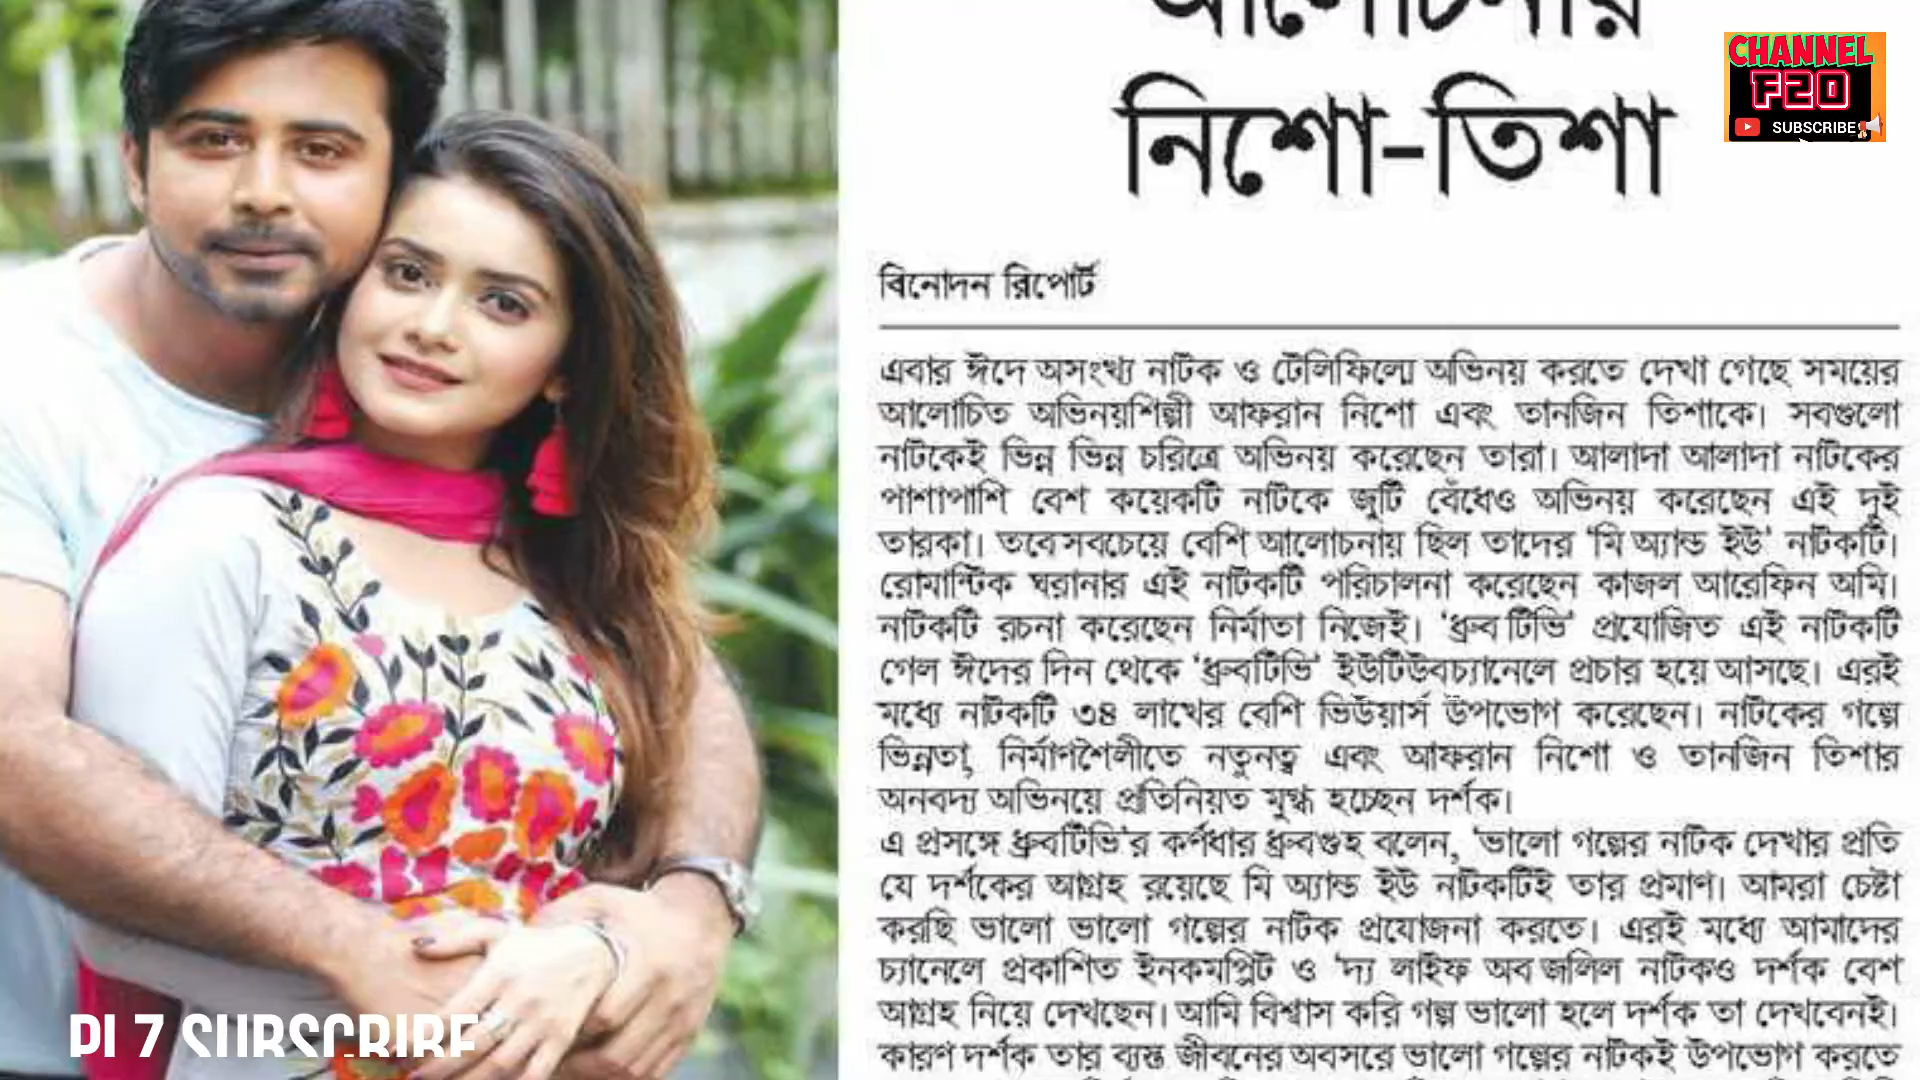 আলোচনায়
নিশো-তিশা
CHANNEL
F20
SUBSCRIBE
বিনোদন রিপোর্ট
এবার ঈদে অসংখ্য নাটক ও টেলিফিল্মে অভিনয় করতে দেখা গেছে সময়ের
আলোচিত অভিনয়শিল্পী আফরান নিশো এবং তানজিন তিশাকে। সবগুলো
নাটকেই ভিন্ন ভিন্ন চরিত্রে অভিনয় করেছেন তারা। আলাদা আলাদা নাটকের
পাশাপাশি বেশ কয়েকটি নাটকে জুটি বেঁধেও অভিনয় করেছেন এই দুই
তারকা। তবে সবচেয়ে বেশি আলোচনায় ছিল তাদের ‘মি অ্যান্ড ইউ’ নাটকটি।
রোমান্টিক ঘরানার এই নাটকটি পরিচালনা করেছেন কাজল আরেফিন অমি।
নাটকটি রচনা করেছেন নির্মাতা নিজেই। ‘ধ্রুব টিভি’ প্রযোজিত এই নাটকটি
গেল ঈদের দিন থেকে ‘ধ্রুবটিভি’ ইউটিউবচ্যানেলে প্রচার হয়ে আসছে। এরই
মধ্যে নাটকটি ৩৪ লাখের বেশি ভিউয়ার্স উপভোগ করেছেন। নাটকের গল্পে
ভিন্নতা, নির্মাণশৈলীতে নতুনত্ব এবং আফরান নিশো ও তানজিন তিশার
অনবদ্য অভিনয়ে প্রতিনিয়ত মুগ্ধ হচ্ছেন দর্শক।
এ প্রসঙ্গে ধ্রুবটিভি’র কর্ণধার ধ্রুবগুহ বলেন, ‘ভালো গল্পের নাটক দেখার প্রতি
যে দর্শকের আগ্রহ রয়েছে মি অ্যান্ড ইউ নাটকটিই তার প্রমাণ। আমরা চেষ্টা
করছি ভালো ভালো গল্পের নাটক প্রযোজনা করতে। এরই মধ্যে আমাদের
চ্যানেলে প্রকাশিত ইনকমপ্লিট ও ‘দ্য লাইফ অব জলিল নাটকও দর্শক বেশ
আগ্রহ নিয়ে দেখছেন। আমি বিশ্বাস করি গল্প ভালো হলে দর্শক তা দেখবেনই।
কারণ দর্শক তার ব্যস্ত জীবনের অবসরে ভালো গল্পের নাটকই উপভোগ করতে
SUBSCRIBE